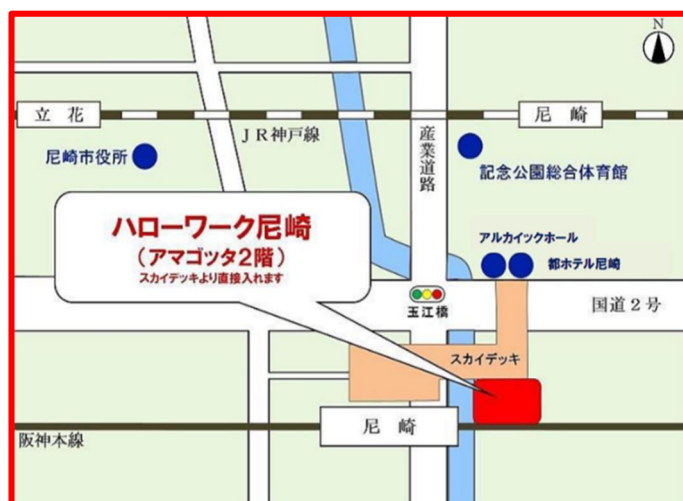 N
立花
尼崎
JR神戸線
尼崎市役所
産業道路
記念公園総合体育館
ハローワーク尼崎
(アマゴッタ2階)
スカイデッキより直接入れます
アルカイックホール
都ホテル尼崎
玉江橋
国道2号
スカイデッキ
尼崎
阪神本線